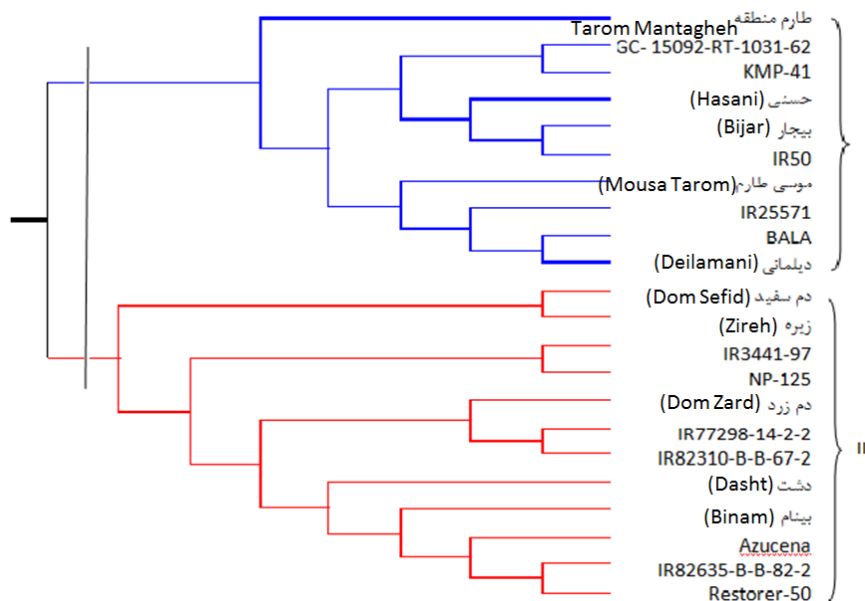 طارم منطقه
Tarom Mantagheh
GC- 15092-RT-1031-62
KMP-41
(Hasani) حسنی
(Bijar) بیجار
IR50
(Mousa Tarom) موسی طارم
IR25571
BALA
(Deilamani) دیلمانی
(Dom Sefid) دم سفید
(Zireh) زیره
IR3441-97
NP-125
(Dom Zard) دم زرد
IR77298-14-2-2
IR82310-B-B-67-2
(Dasht) دشت
(Binam) بینام
Azucena
IR82635-B-B-82-2
Restorer-50